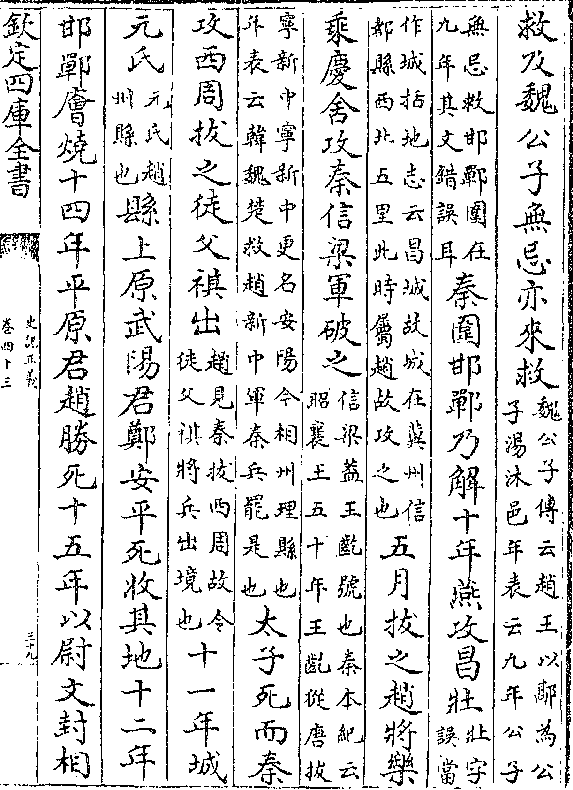 救及魏公子無忌亦來救魏公子傳云趙王以鄗為公子湯沐邑年表云九年公子
無忌救邯鄲圍在九年其文錯誤耳秦圍邯鄲乃解十年燕攻昌壯壯字誤當
作城括地志云昌城故城在冀州信都縣西北五里此時屬趙故攻之也五月拔之趙將樂
乘慶舍攻秦信梁軍破之信梁蓋王齕號也秦本紀云昭襄王五十年王齕從唐拔
寧新中寧新中更名安陽今相州理縣也年表云韓魏楚救趙新中軍秦兵罷是也太子死而秦
攻西周拔之徒父祺出趙見秦拔西周故令徒父祺將兵出境也十一年城
元氏元氏趙州縣也縣上原武陽君鄭安平死收其地十二年
邯鄲廥燒十四年平原君趙勝死十五年以尉文封相
欽定四庫全書
史記正義
卷四十三
三十九